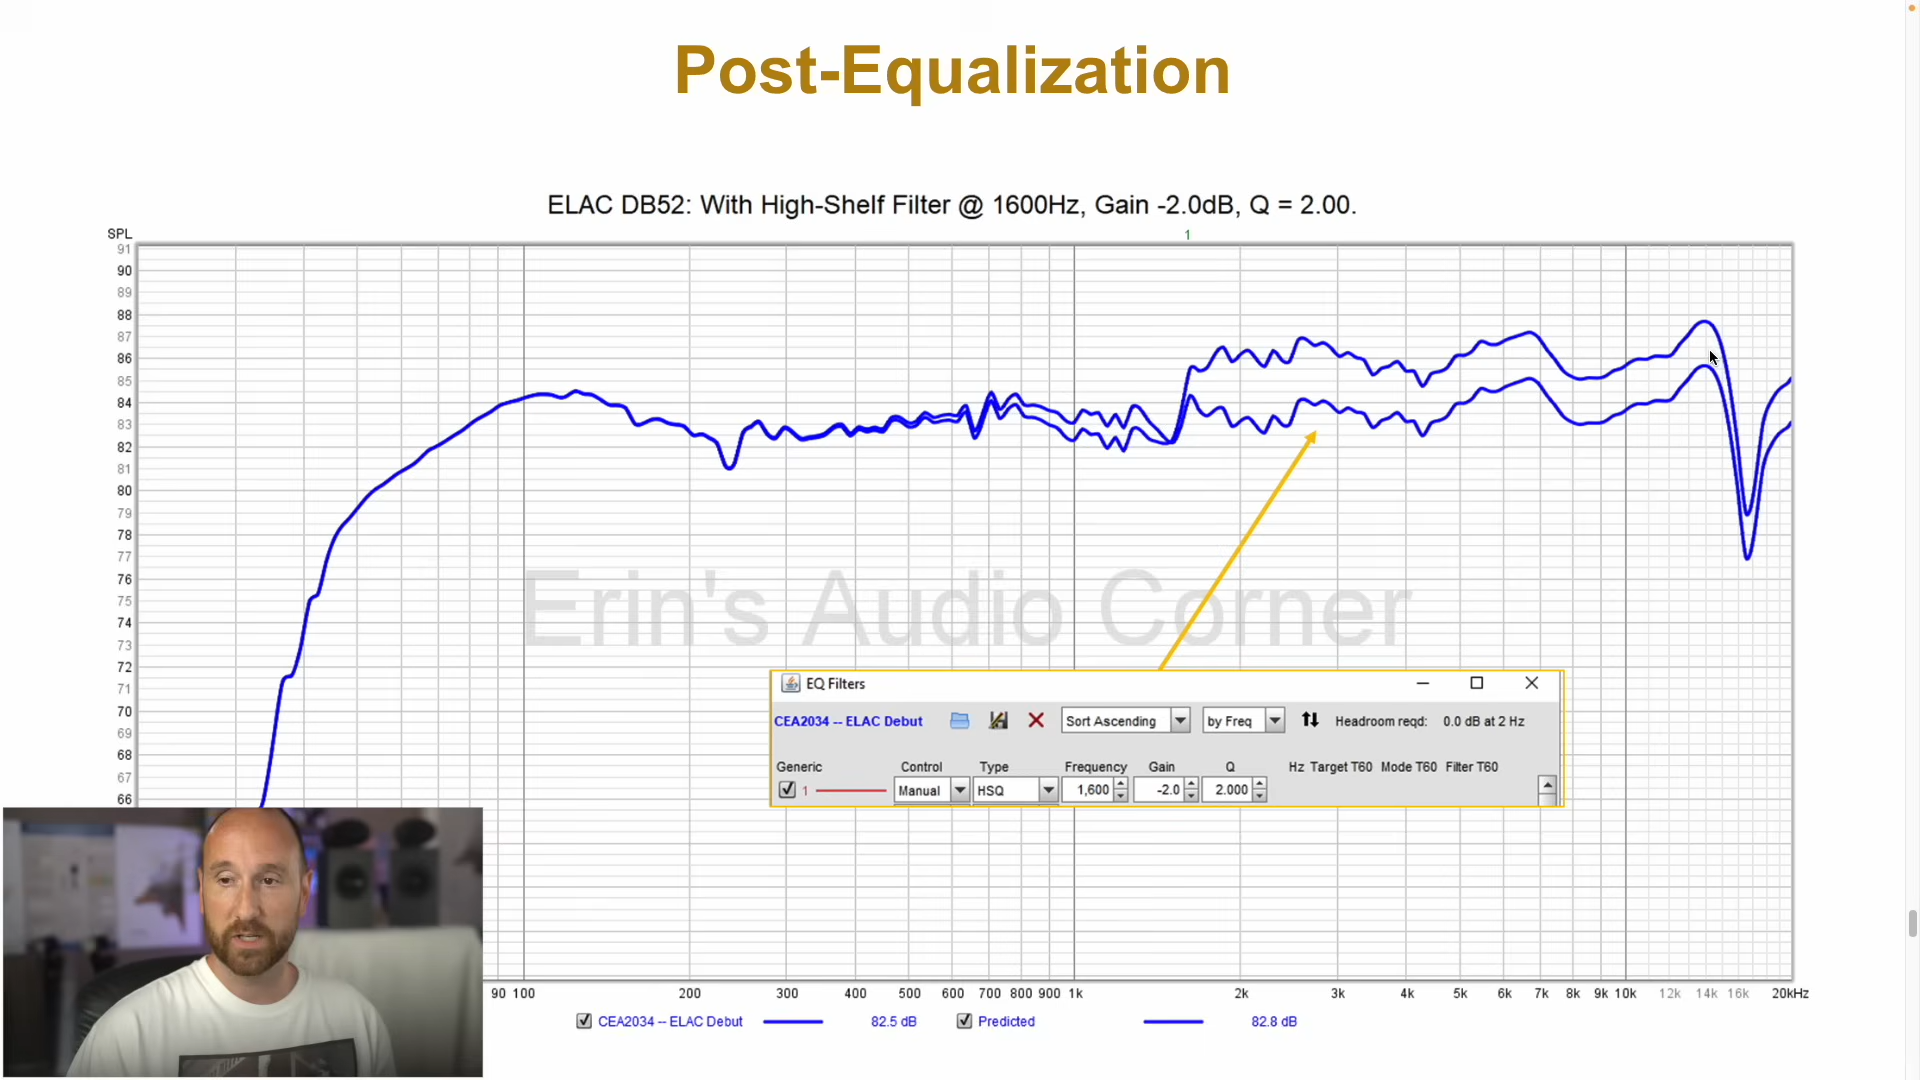 Post-Equalization
ELAC DB52: With High-Shelf Filter @ 1600Hz, Gain -2.0dB, Q = 2.00.
SPL
1
91
90
89
88
87
86
85
84
83
82
81
80
79
78
77
76
75
74
73
72
71
70
69
68
67
66
Erin's Audio Corner
EQ Filters
CEA2034 -- ELAC Debut Sort Ascending by Freq Headroom reqd: 0.0 dB at 2 Hz
Generic Control Type Frequency Gain Q Hz Target T60 Mode T60 Filter T60
1 Manual HSQ 1,600 -2.0 2.000
90 100 200 300 400 500 600 700 800 900 1k 2k 3k 4k 5k 6k 7k 8k 9k 10k 12k 14k 16k 20kHz
CEA2034 -- ELAC Debut 82.5 dB Predicted 82.8 dB